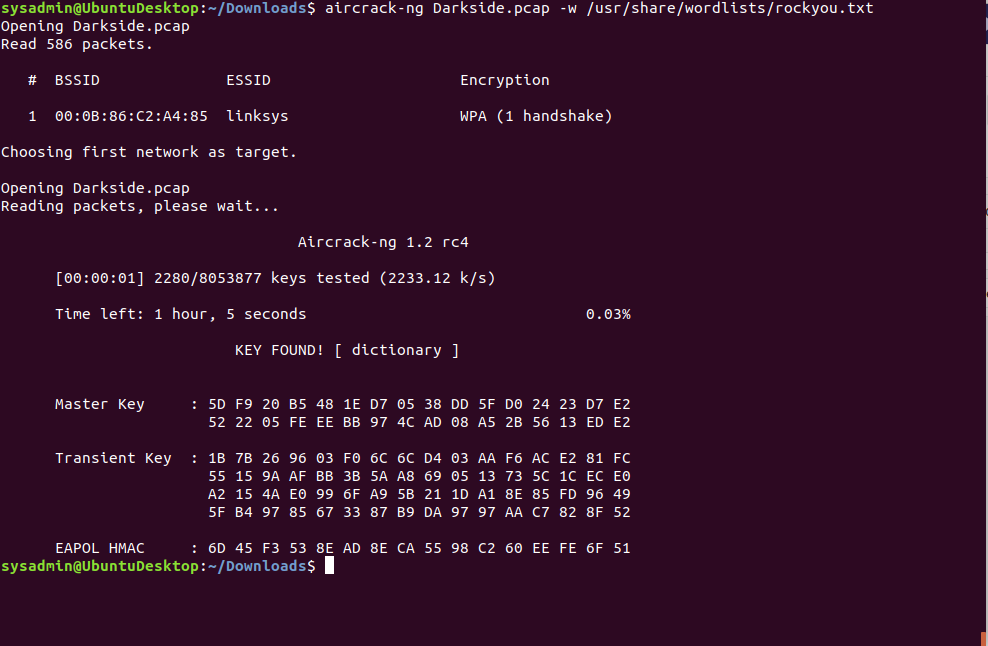 sysadmin@UbuntuDesktop:~/Downloads$ aircrack-ng Darkside.pcap -w /usr/share/wordlists/rockyou.txt
Opening Darkside.pcap
Read 586 packets.
# BSSID ESSID Encryption
1 00:0B:86:C2:A4:85 linksys WPA (1 handshake)
Choosing first network as target.
Opening Darkside.pcap
Reading packets, please wait...
Aircrack-ng 1.2 rc4
[00:00:01] 2280/8053877 keys tested (2233.12 k/s)
Time left: 1 hour, 5 seconds 0.03%
KEY FOUND! [ dictionary ]
Master Key : 5D F9 20 B5 48 1E D7 05 38 DD 5F D0 24 23 D7 E2
52 22 05 FE EE BB 97 4C AD 08 A5 2B 56 13 ED E2
Transient Key : 1B 7B 26 96 03 F0 6C 6C D4 03 AA F6 AC E2 81 FC
55 15 9A AF BB 3B 5A A8 69 05 13 73 5C 1C EC E0
A2 15 4A E0 99 6F A9 5B 21 1D A1 8E 85 FD 96 49
5F B4 97 85 67 33 87 B9 DA 97 97 AA C7 82 8F 52
EAPOL HMAC : 6D 45 F3 53 8E AD 8E CA 55 98 C2 60 EE FE 6F 51
sysadmin@UbuntuDesktop:~/Downloads$